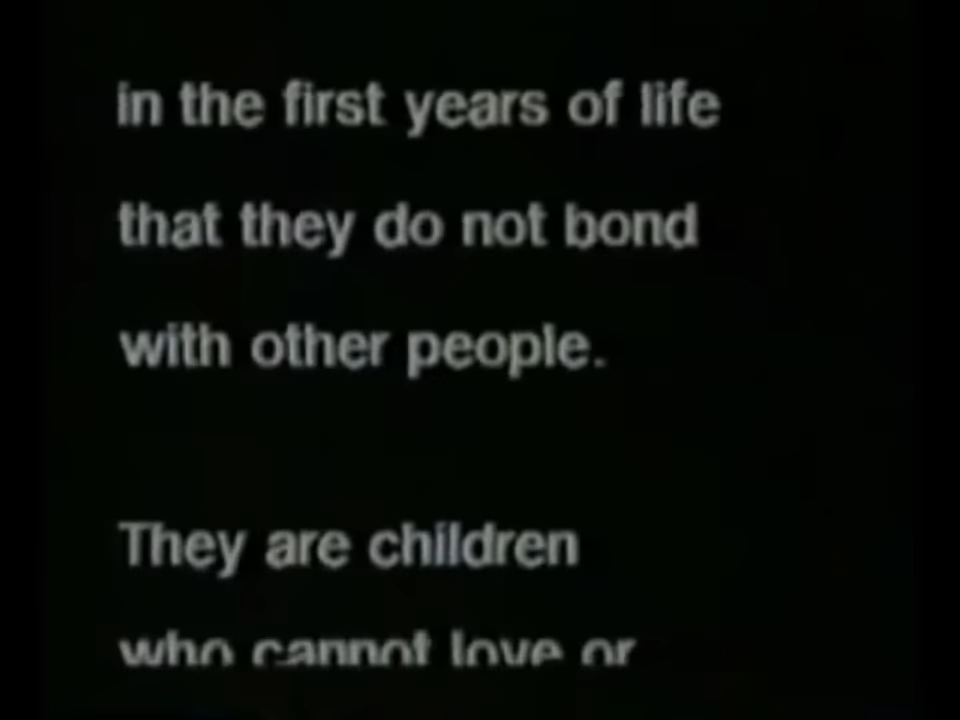 in the first years of life
that they do not bond
with other people.
They are children
who cannot love or